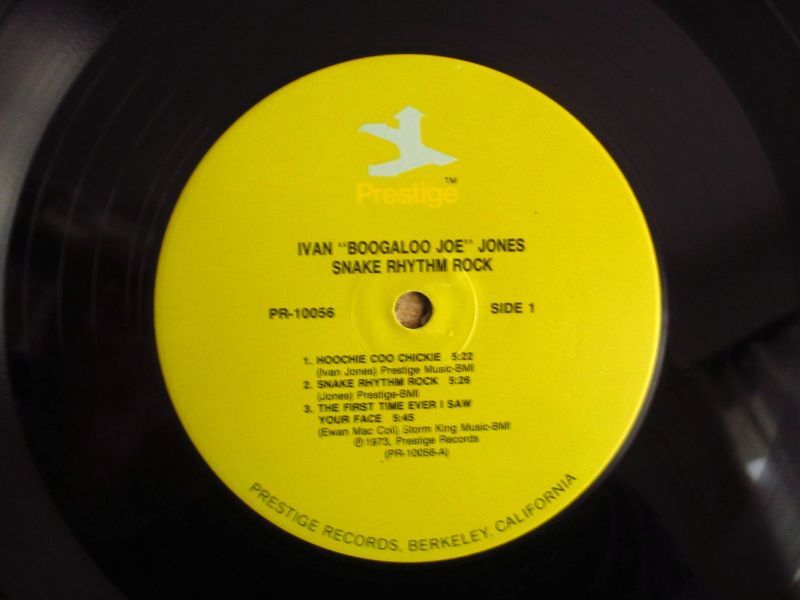 TM
Prestige
IVAN "BOOGALOO JOE" JONES
SNAKE RHYTHM ROCK
PR-10056
SIDE 1
1. HOOCHIE COO CHICKIE 5:22
(Ivan Jones) Prestige Music-BMI
2. SNAKE RHYTHM ROCK 5:26
(Jones) Prestige-BMI
3. THE FIRST TIME EVER I SAW
YOUR FACE 5:45
(Ewan Mac Coll) Storm King Music-BMI
℗1973, Prestige Records
(PR-10056-A)
PRESTIGE RECORDS, BERKELEY, CALIFORNIA